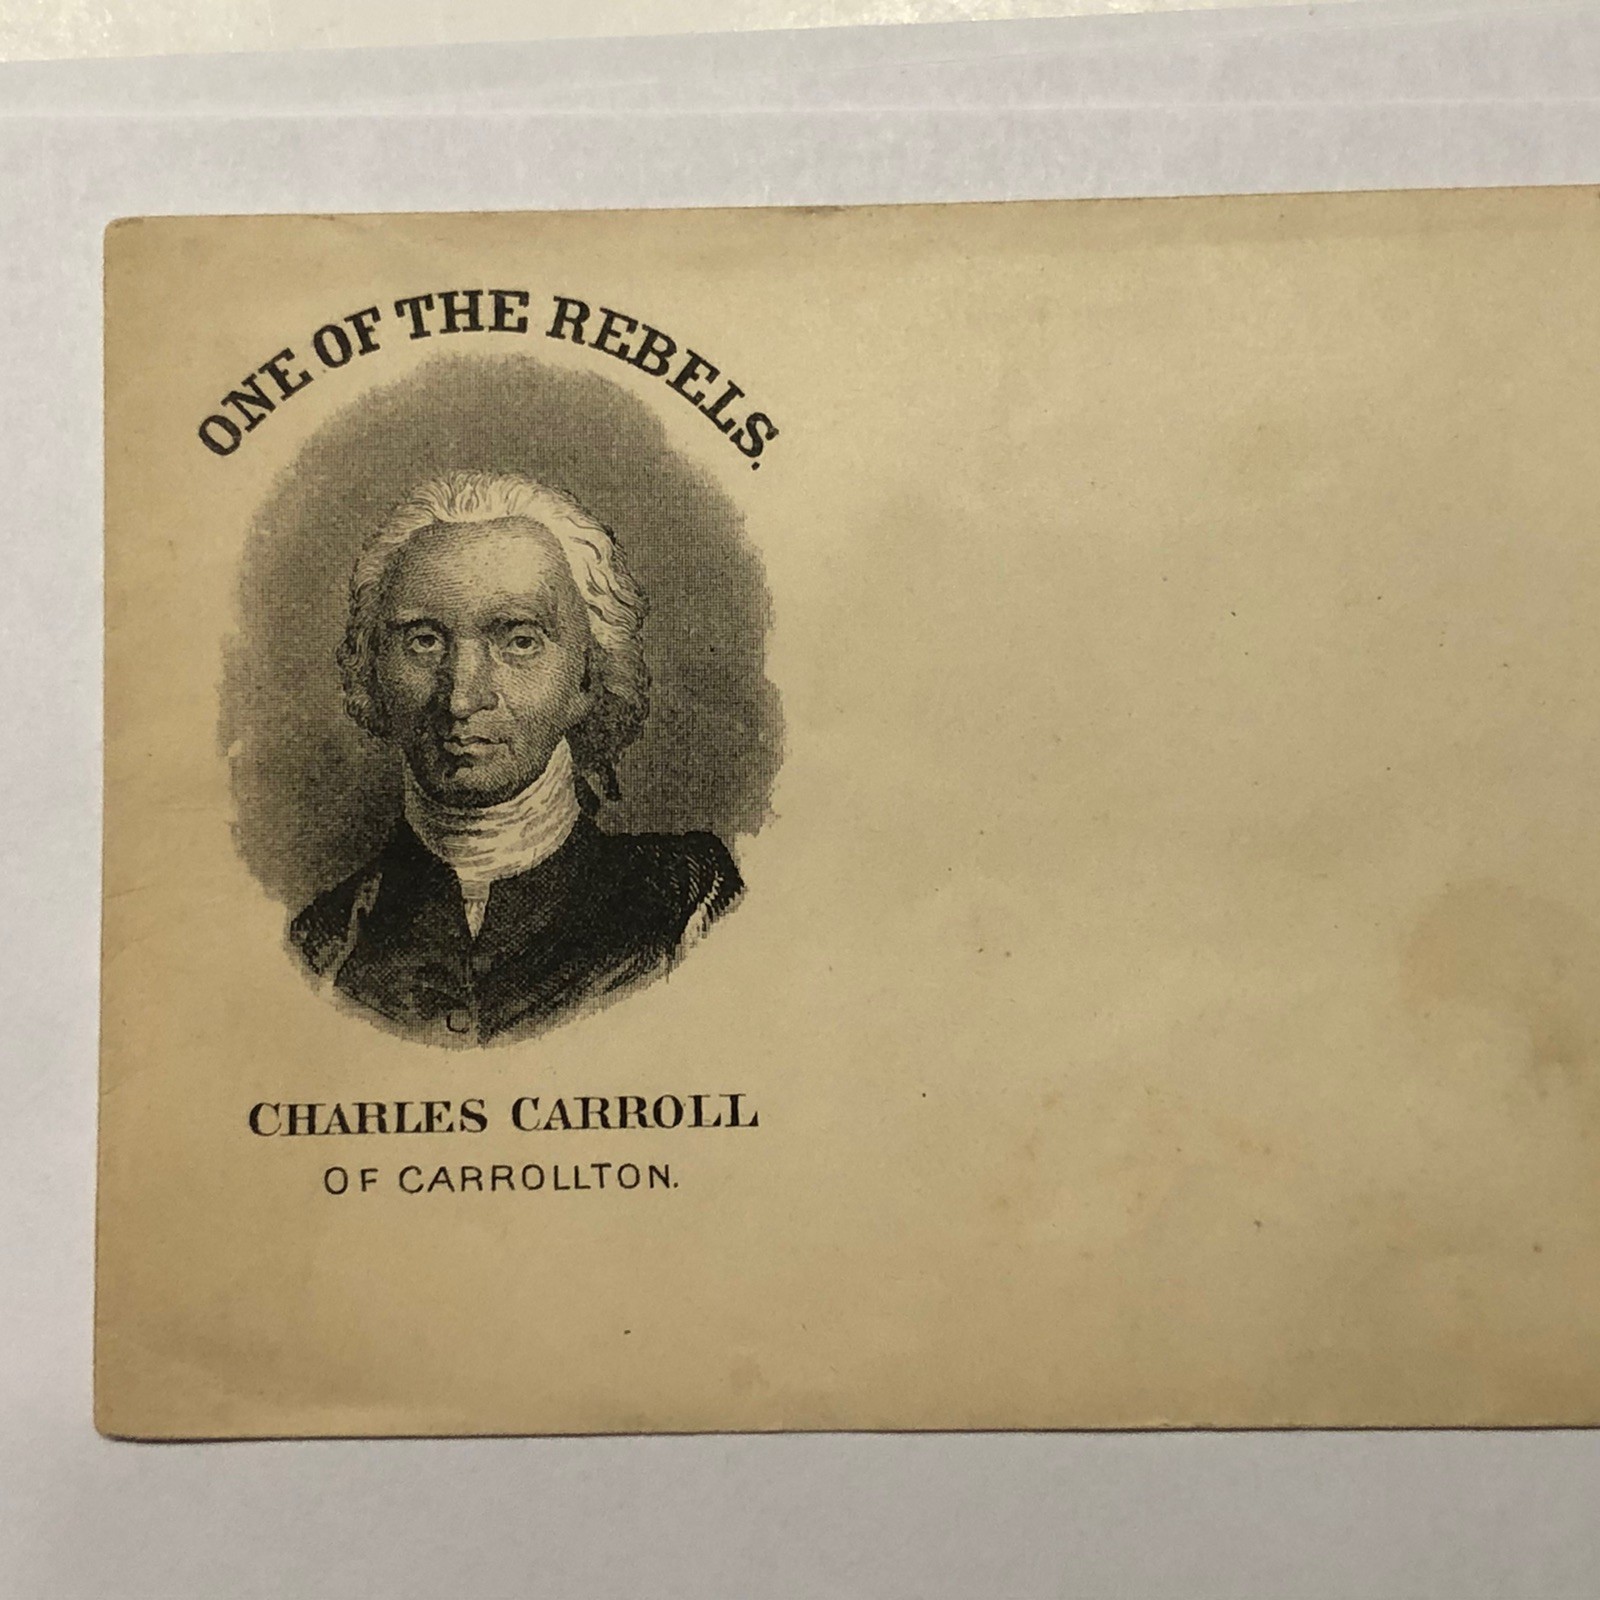 ONE OF THE REBELS.
CHARLES CARROLL
OF CARROLLTON.